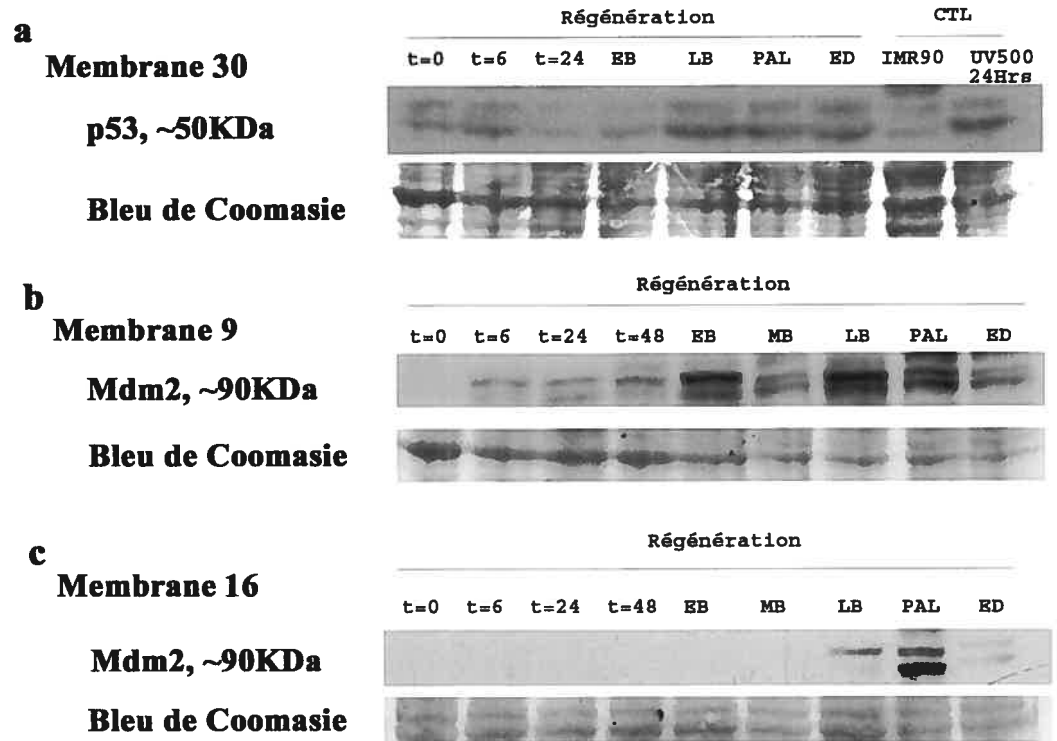 a
Régénération
CTL
Membrane 30
t=0 t=6 t=24 EB LB PAL ED IMR90 UV500
24Hrs
p53, ~50KDa
Bleu de Coomasie
b
Régénération
Membrane 9
t=0 t=6 t=24 t=48 EB MB LB PAL ED
Mdm2, ~90KDa
Bleu de Coomasie
c
Régénération
Membrane 16
t=0 t=6 t=24 t=48 EB MB LB PAL ED
Mdm2, ~90KDa
Bleu de Coomasie